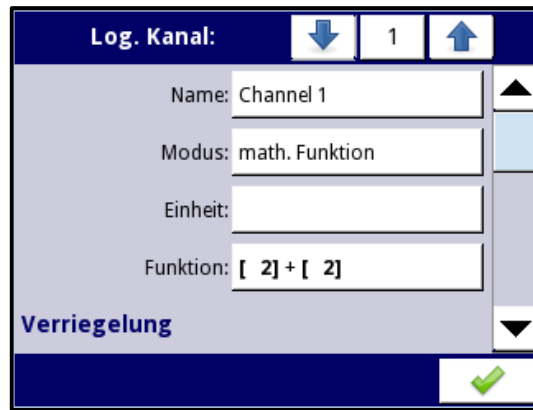 Log. Kanal: 1
Name: Channel 1
Modus: math. Funktion
Einheit:
Funktion: [ 2] + [ 2]
Verriegelung